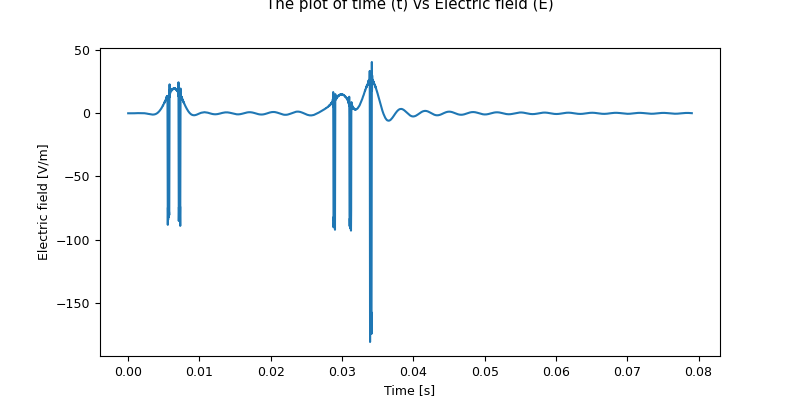 The plot of time (t) vs Electric field (E)
50
0
−50
−100
−150
Electric field [V/m]
0.00 0.01 0.02 0.03 0.04 0.05 0.06 0.07 0.08
Time [s]